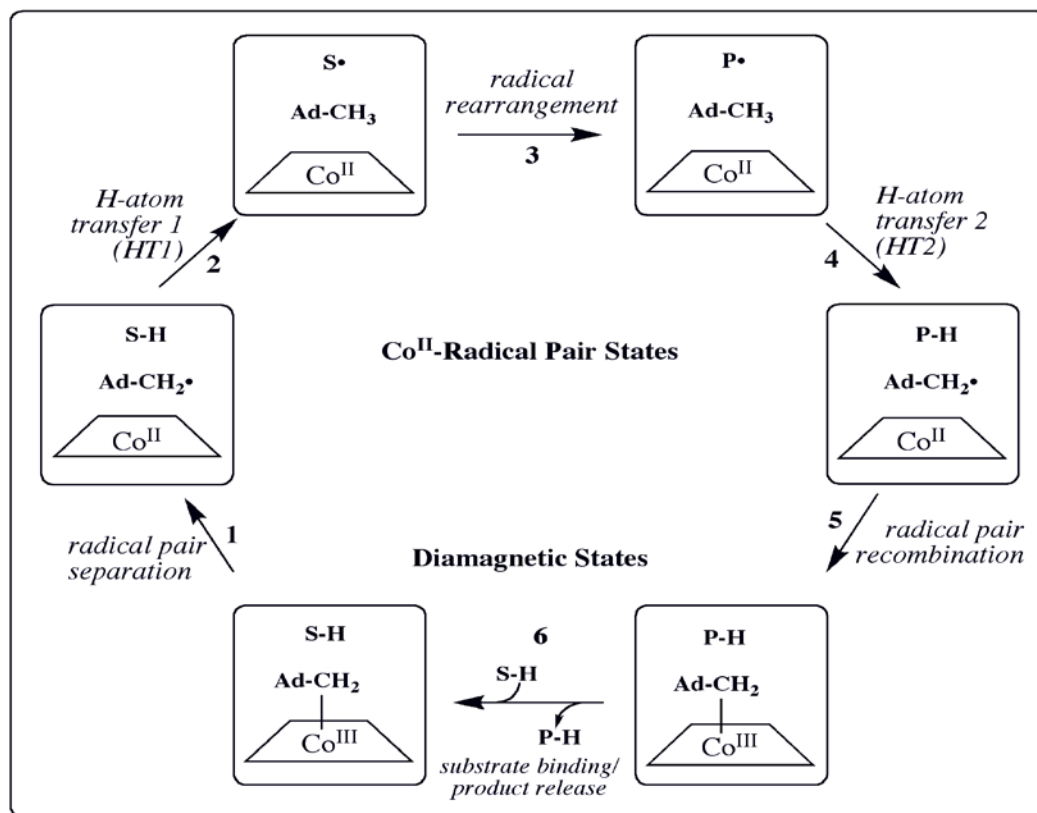 S•
Ad-CH₃
Coᴵᴵ
radical
rearrangement
3
P•
Ad-CH₃
Coᴵᴵ
H-atom
transfer 1
(HT1)
2
H-atom
transfer 2
(HT2)
4
S-H
Ad-CH₂•
Coᴵᴵ
Coᴵᴵ-Radical Pair States
P-H
Ad-CH₂•
Coᴵᴵ
1
radical pair
separation
5
radical pair
recombination
Diamagnetic States
S-H
Ad-CH₂
Coᴵᴵᴵ
6
S-H
P-H
substrate binding/
product release
P-H
Ad-CH₂
Coᴵᴵᴵ